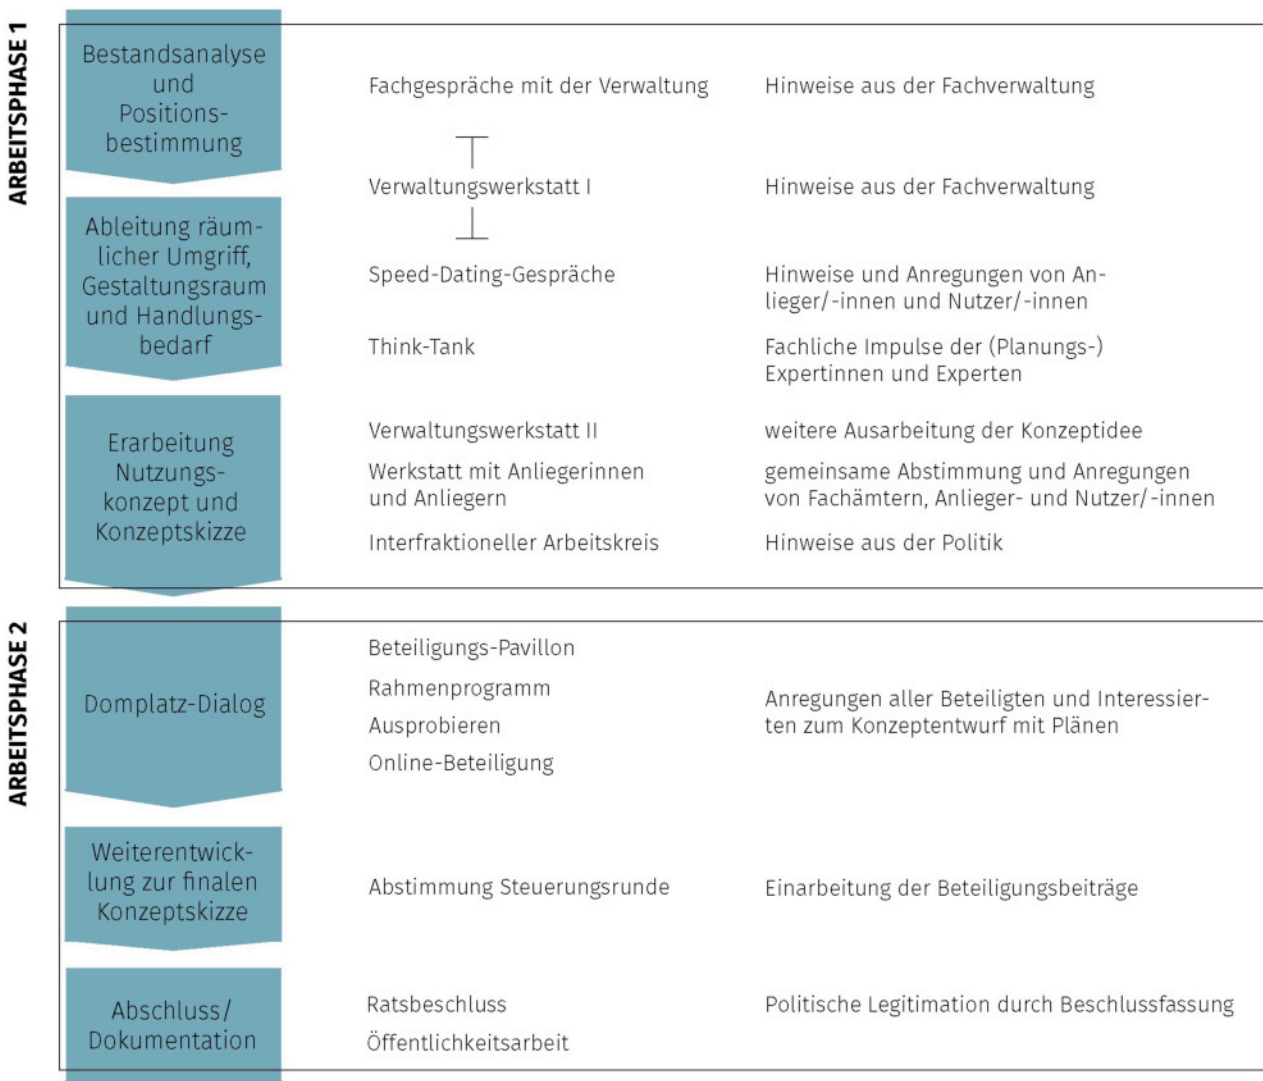 ARBEITSPHASE 1
Bestandsanalyse
und
Positions-
bestimmung
Fachgespräche mit der Verwaltung
Hinweise aus der Fachverwaltung
Verwaltungswerkstatt I
Hinweise aus der Fachverwaltung
Ableitung räum-
licher Umgriff,
Gestaltungsraum
und Handlungs-
bedarf
Speed-Dating-Gespräche
Hinweise und Anregungen von An-
lieger/-innen und Nutzer/-innen
Think-Tank
Fachliche Impulse der (Planungs-)
Expertinnen und Experten
Erarbeitung
Nutzungs-
konzept und
Konzeptskizze
Verwaltungswerkstatt II
weitere Ausarbeitung der Konzeptidee
Werkstatt mit Anliegerinnen
und Anliegern
gemeinsame Abstimmung und Anregungen
von Fachämtern, Anlieger- und Nutzer/-innen
Interfraktioneller Arbeitskreis
Hinweise aus der Politik
ARBEITSPHASE 2
Domplatz-Dialog
Beteiligungs-Pavillon
Rahmenprogramm
Ausprobieren
Online-Beteiligung
Anregungen aller Beteiligten und Interessier-
ten zum Konzeptentwurf mit Plänen
Weiterentwick-
lung zur finalen
Konzeptskizze
Abstimmung Steuerungsrunde
Einarbeitung der Beteiligungsbeiträge
Abschluss/
Dokumentation
Ratsbeschluss
Öffentlichkeitsarbeit
Politische Legitimation durch Beschlussfassung